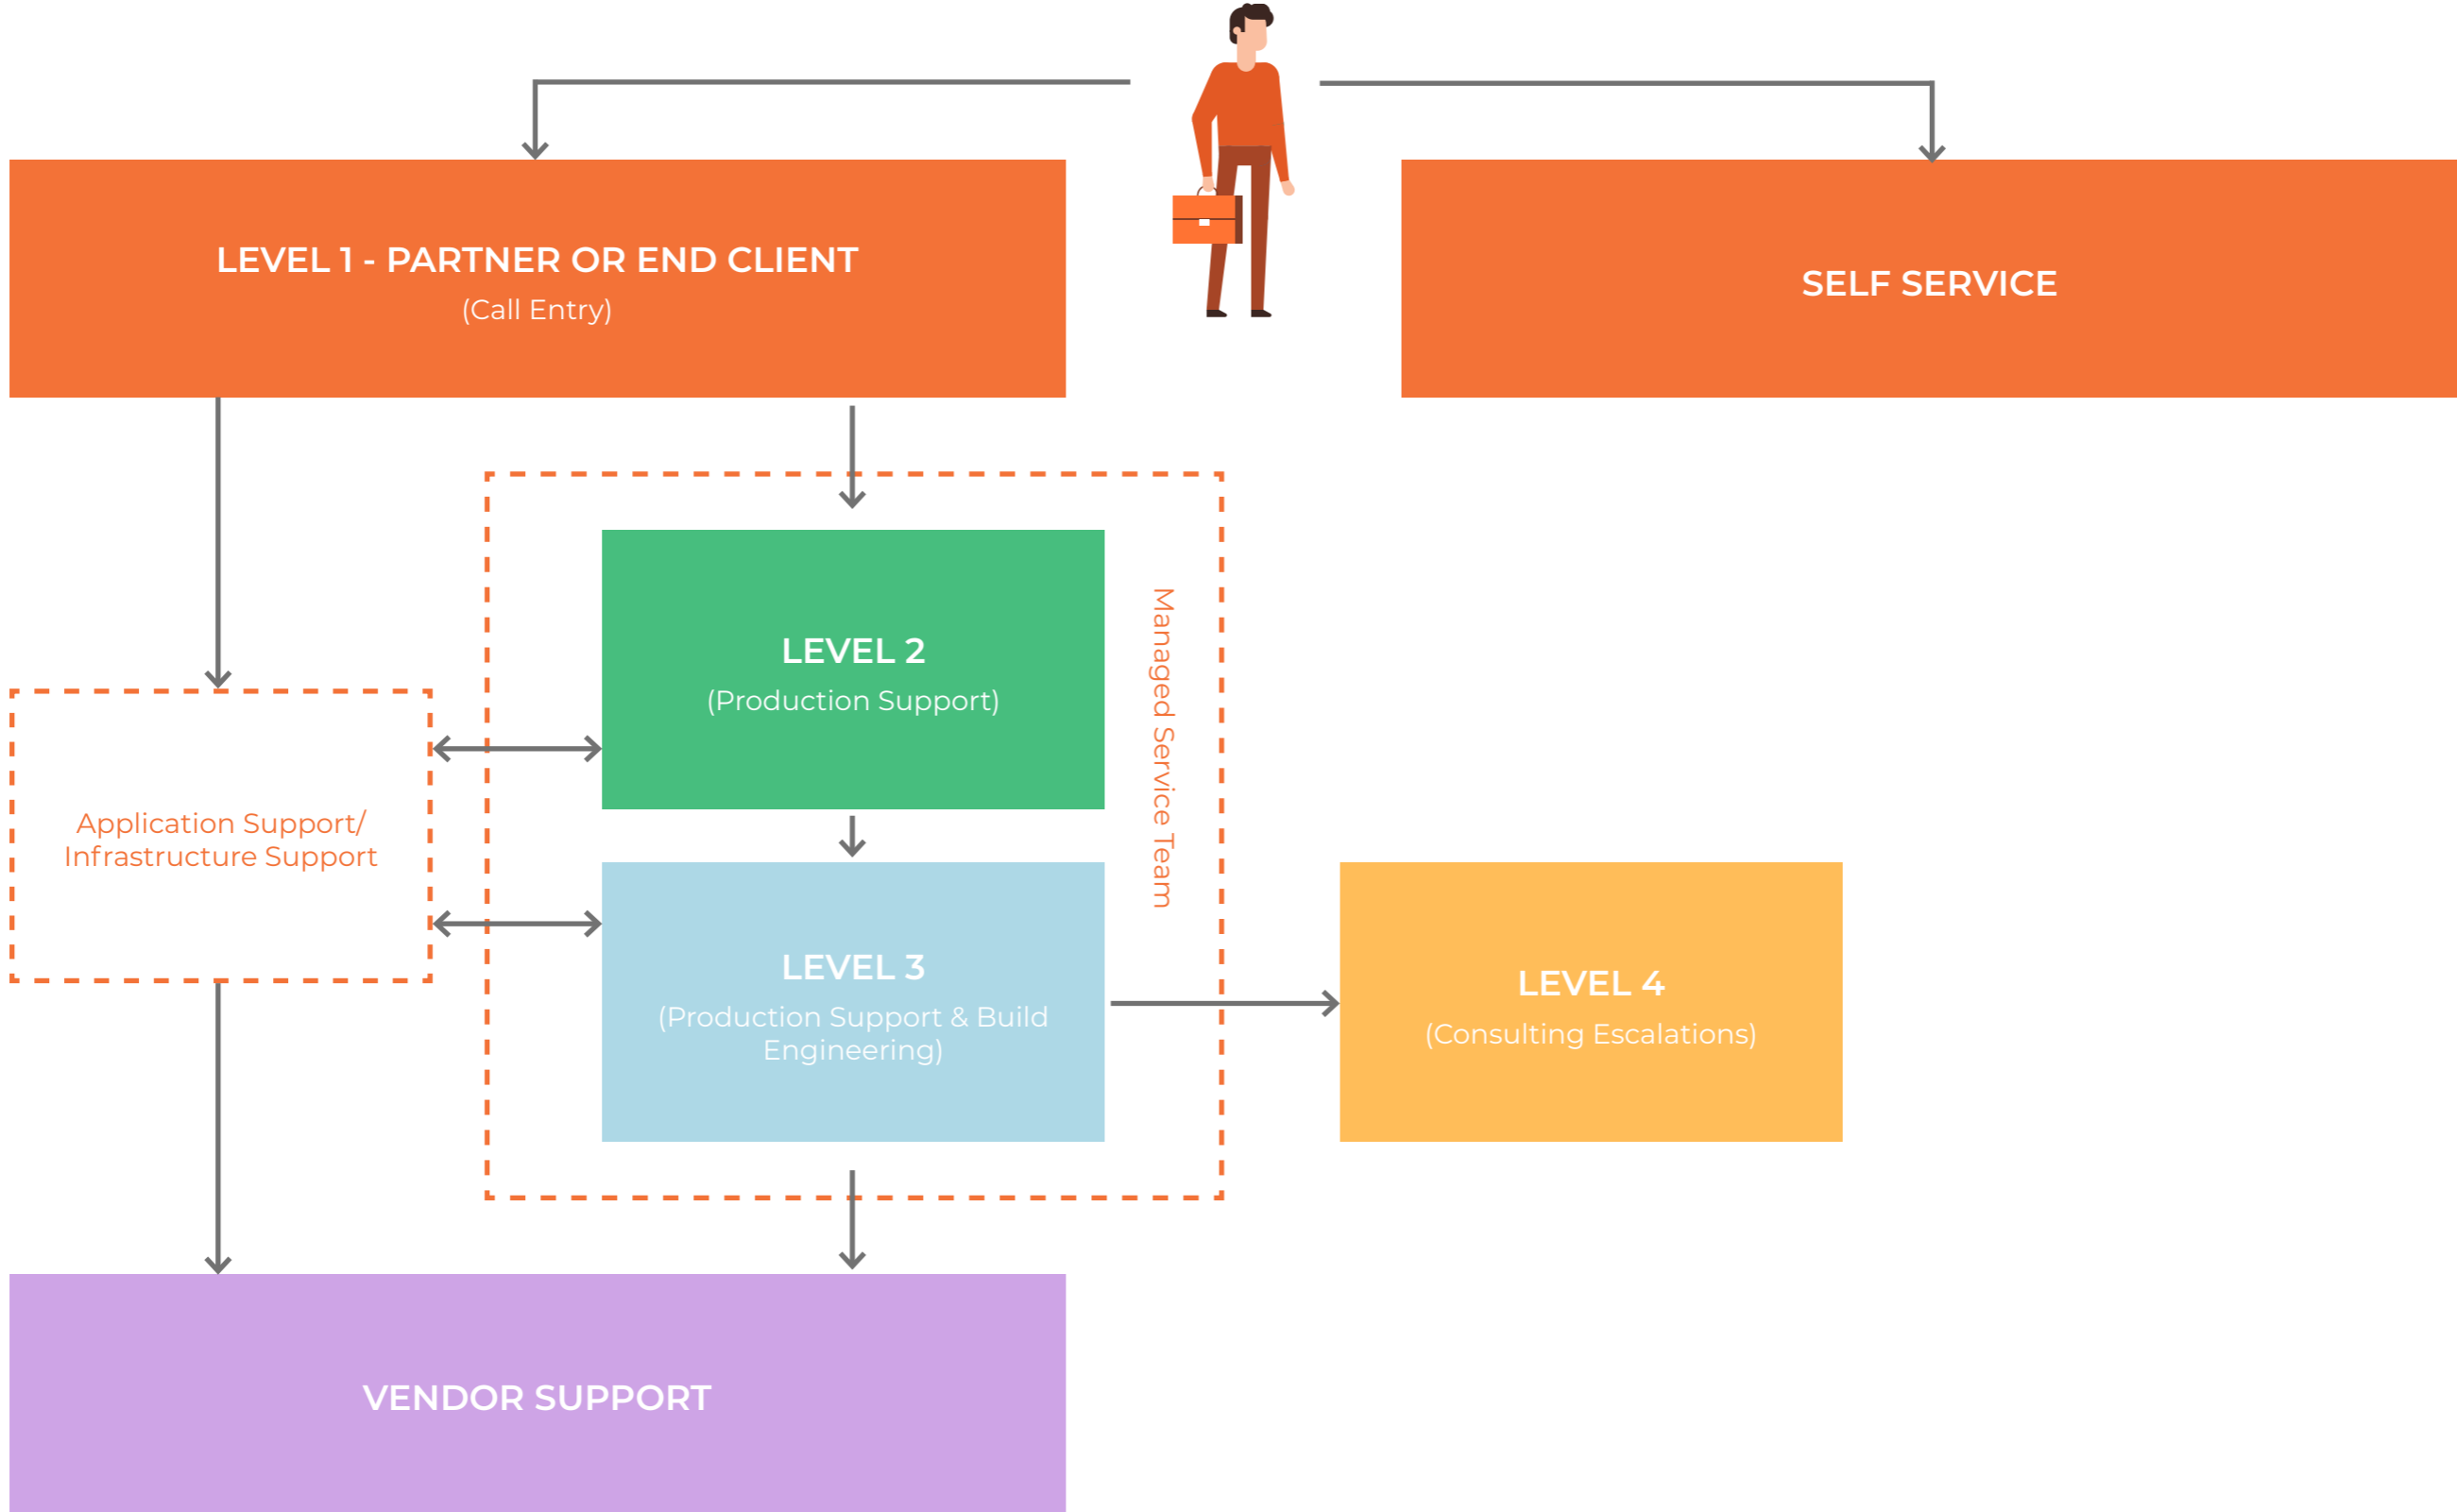 LEVEL 1 - PARTNER OR END CLIENT
(Call Entry)
SELF SERVICE
LEVEL 2
(Production Support)
Managed Service Team
Application Support/
Infrastructure Support
LEVEL 3
(Production Support & Build
Engineering)
LEVEL 4
(Consulting Escalations)
VENDOR SUPPORT